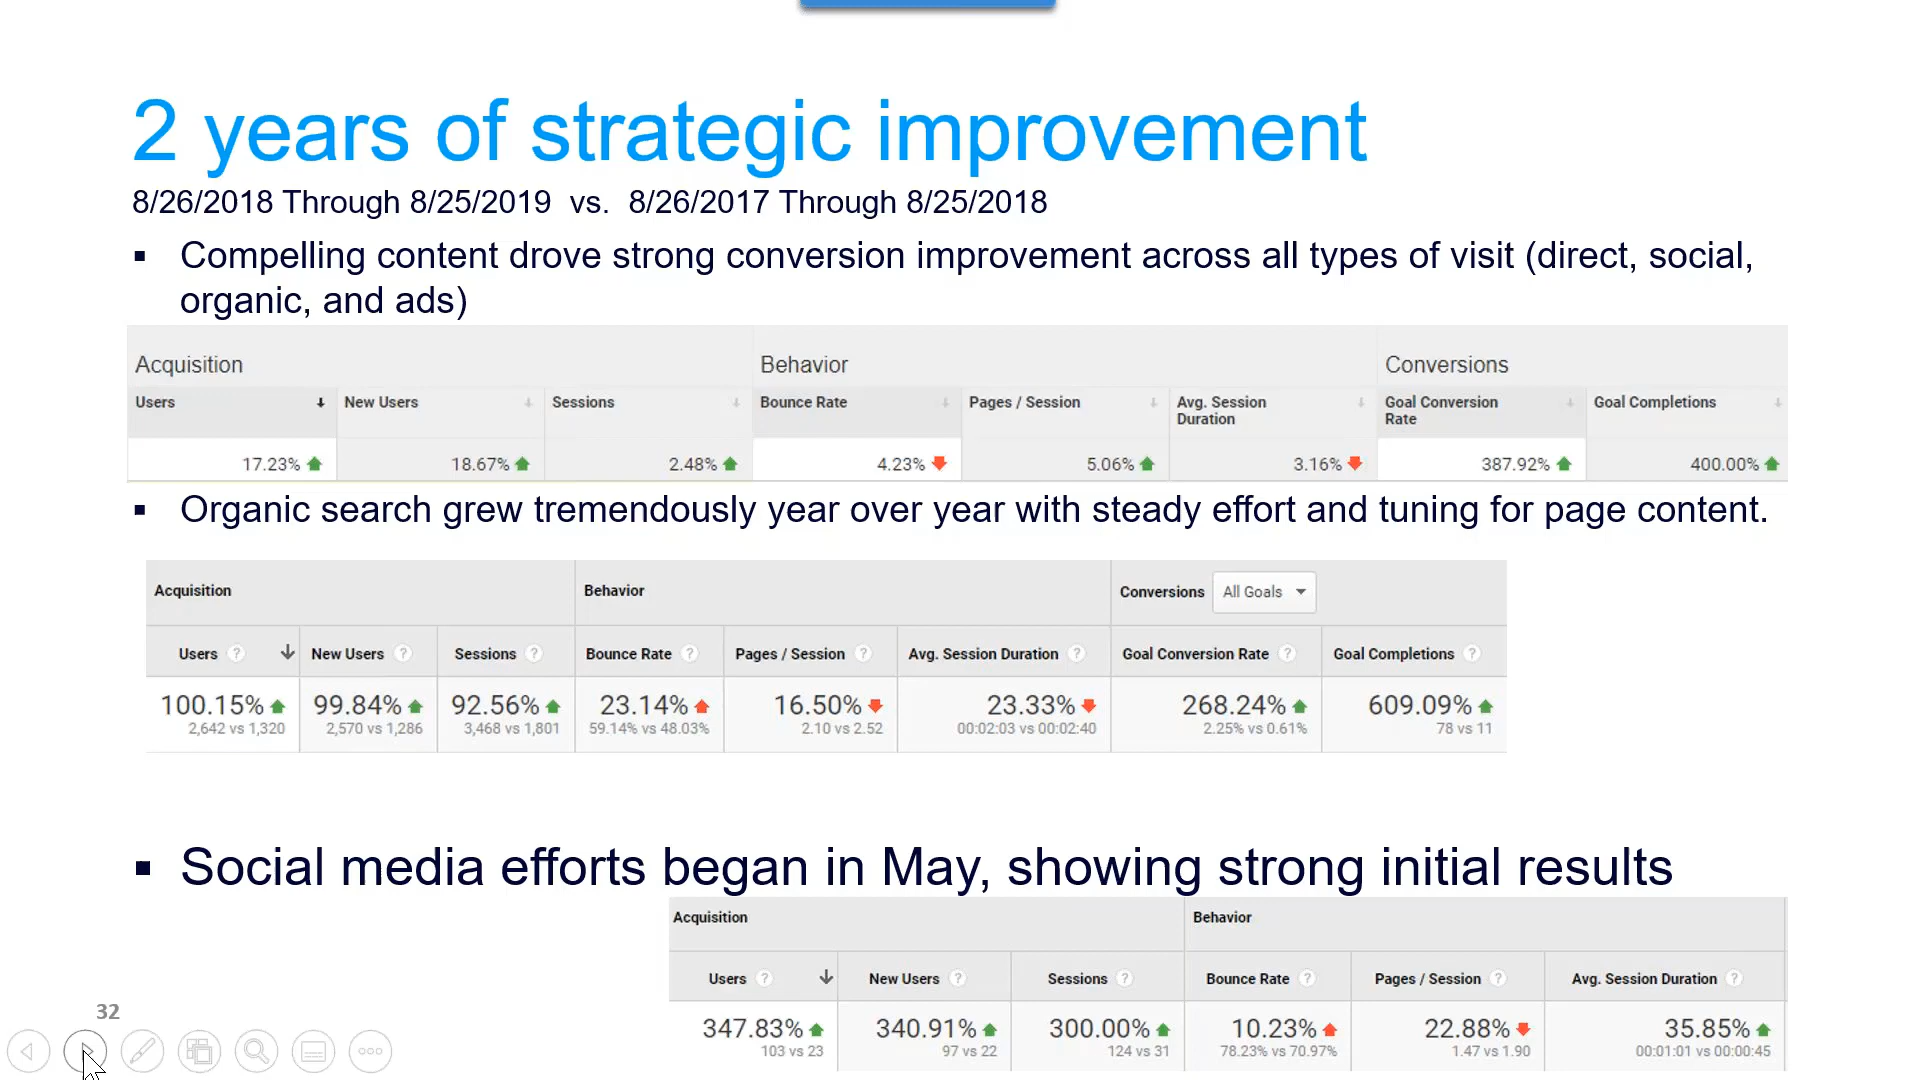 2 years of strategic improvement
8/26/2018 Through 8/25/2019 vs. 8/26/2017 Through 8/25/2018
▪ Compelling content drove strong conversion improvement across all types of visit (direct, social,
organic, and ads)
Acquisition Behavior Conversions
Users New Users Sessions Bounce Rate Pages / Session Avg. Session Duration Goal Conversion Rate Goal Completions
17.23% 18.67% 2.48% 4.23% 5.06% 3.16% 387.92% 400.00%
▪ Organic search grew tremendously year over year with steady effort and tuning for page content.
Acquisition Behavior Conversions All Goals
Users ? New Users ? Sessions ? Bounce Rate ? Pages / Session ? Avg. Session Duration ? Goal Conversion Rate ? Goal Completions ?
100.15% 99.84% 92.56% 23.14% 16.50% 23.33% 268.24% 609.09%
2,642 vs 1,320 2,570 vs 1,286 3,468 vs 1,801 59.14% vs 48.03% 2.10 vs 2.52 00:02:03 vs 00:02:40 2.25% vs 0.61% 78 vs 11
▪ Social media efforts began in May, showing strong initial results
Acquisition Behavior
Users ? New Users ? Sessions ? Bounce Rate ? Pages / Session ? Avg. Session Duration ?
347.83% 340.91% 300.00% 10.23% 22.88% 35.85%
103 vs 23 97 vs 22 124 vs 31 78.23% vs 70.97% 1.47 vs 1.90 00:01:01 vs 00:00:45
32